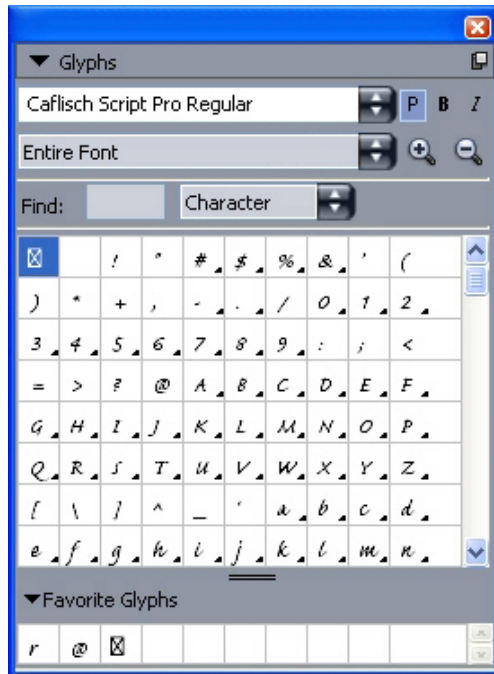 Glyphs
Caflisch Script Pro Regular P B I
Entire Font
Find: Character
! " # $ % & ' (
) * + , - . / 0 1 2
3 4 5 6 7 8 9 : ; <
= > ? @ A B C D E F
G H I J K L M N O P
Q R S T U V W X Y Z
[ \ ] ^ _ ` a b c d
e f g h i j k l m n
Favorite Glyphs
r @